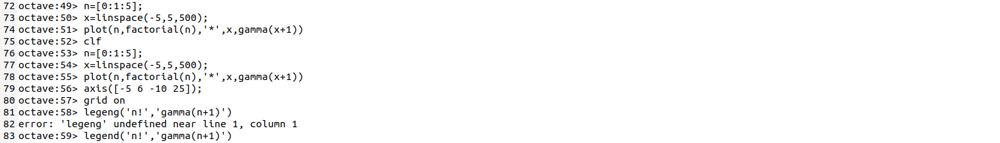 72 octave:49> n=[0:1:5];
73 octave:50> x=linspace(-5,5,500);
74 octave:51> plot(n,factorial(n),'*',x,gamma(x+1))
75 octave:52> clf
76 octave:53> n=[0:1:5];
77 octave:54> x=linspace(-5,5,500);
78 octave:55> plot(n,factorial(n),'*',x,gamma(x+1))
79 octave:56> axis([-5 6 -10 25]);
80 octave:57> grid on
81 octave:58> legeng('n!','gamma(n+1)')
82 error: 'legeng' undefined near line 1, column 1
83 octave:59> legend('n!','gamma(n+1)')